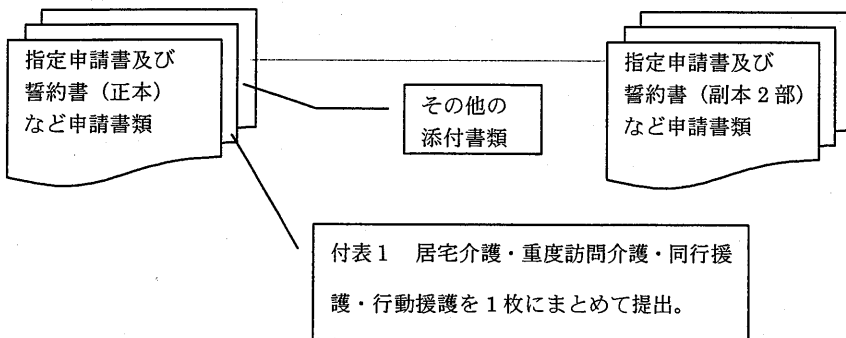 指定申請書及び
誓約書（正本）
など申請書類
その他の
添付書類
指定申請書及び
誓約書（副本２部）
など申請書類
付表１　居宅介護・重度訪問介護・同行援
護・行動援護を１枚にまとめて提出。